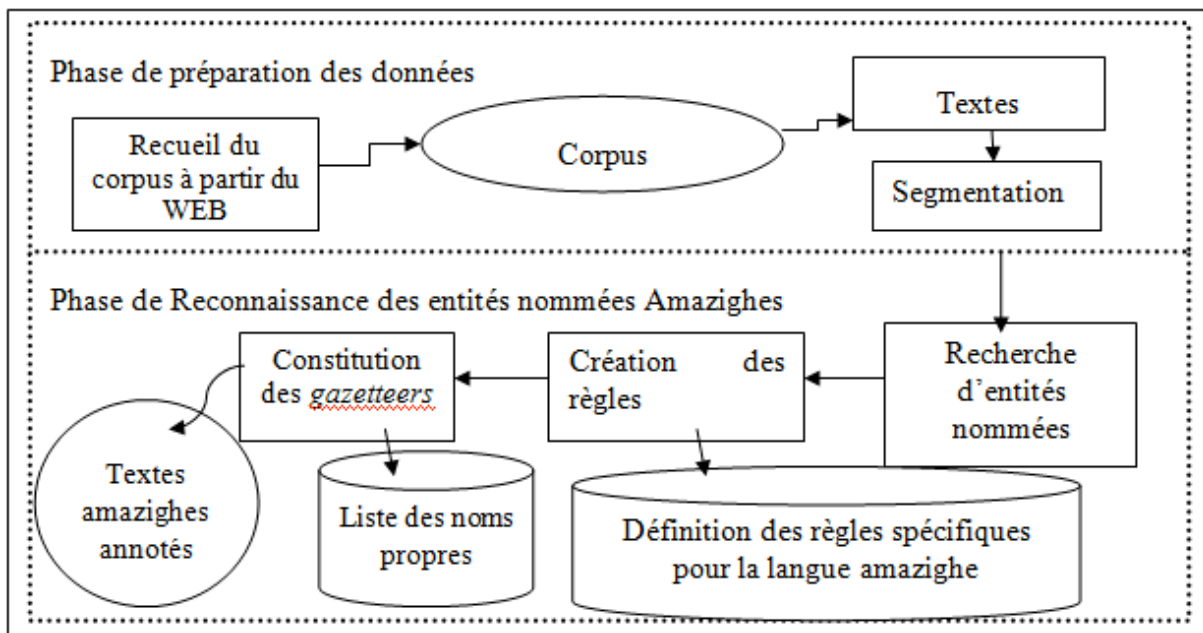 Phase de préparation des données
Recueil du
corpus à partir du
WEB
Corpus
Textes
Segmentation
Phase de Reconnaissance des entités nommées Amazighes
Recherche
d’entités
nommées
Création des
règles
Constitution
des gazetteers
Textes
amazighes
annotés
Liste des noms
propres
Définition des règles spécifiques
pour la langue amazighe